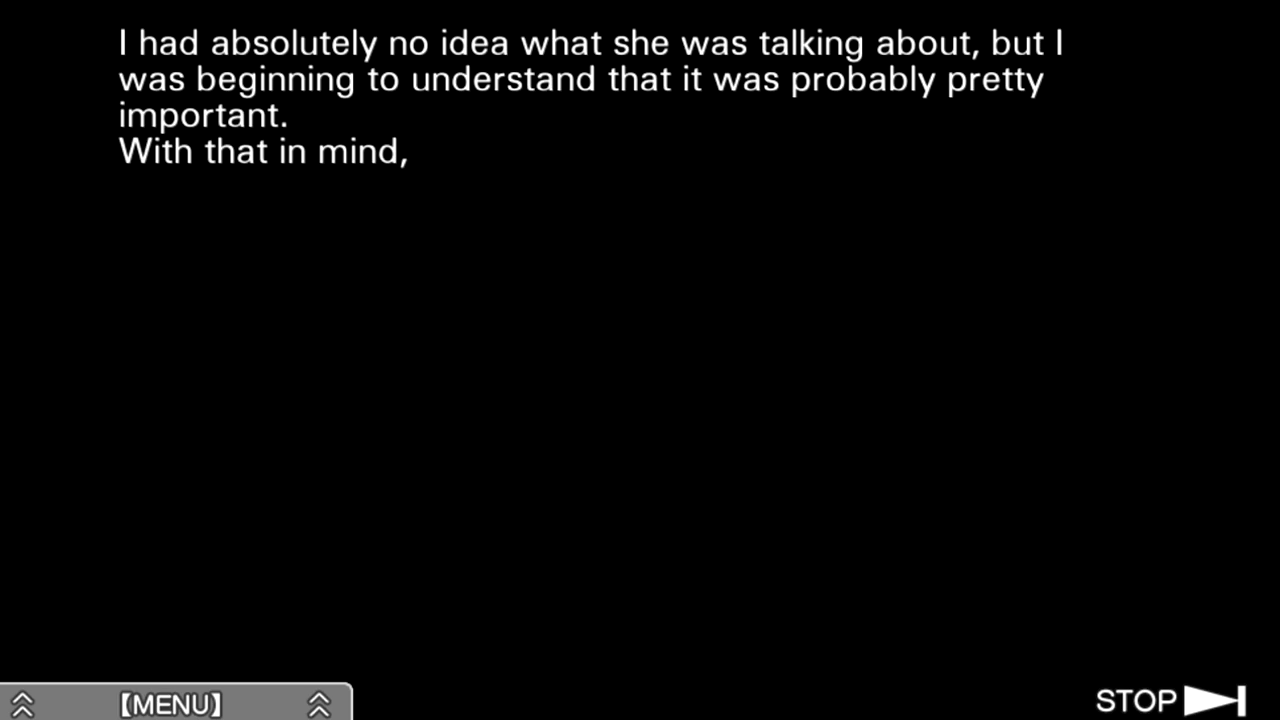 I had absolutely no idea what she was talking about, but I
was beginning to understand that it was probably pretty
important.
With that in mind,
【MENU】
STOP